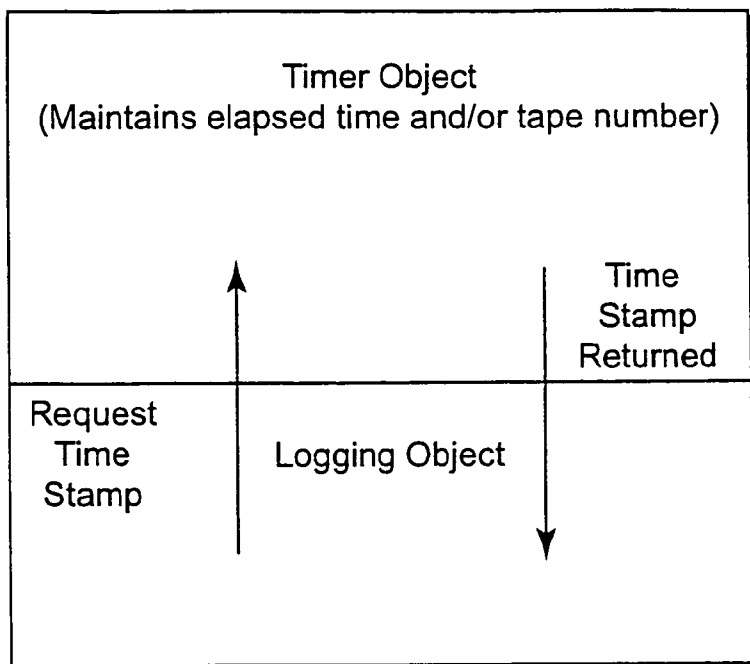 Timer Object
(Maintains elapsed time and/or tape number)
Time
Stamp
Returned
Request
Time
Stamp
Logging Object